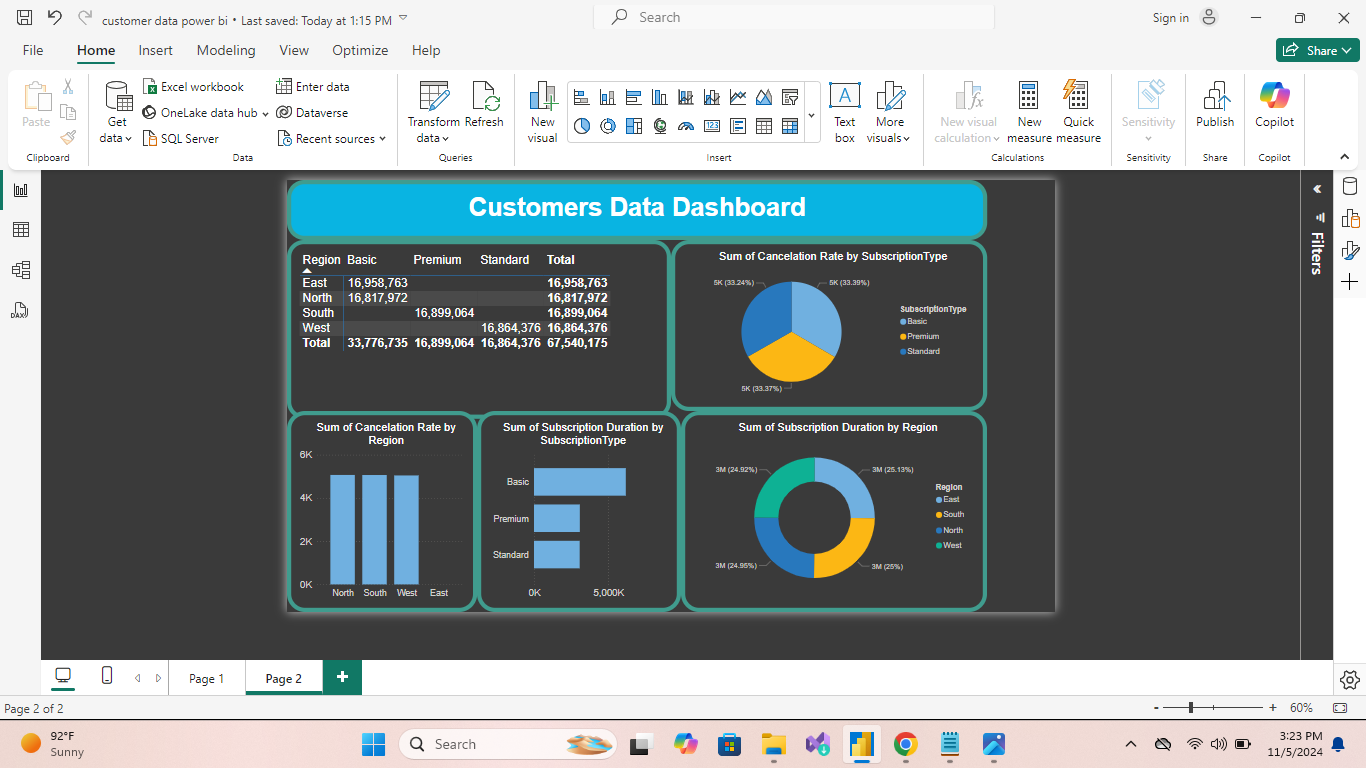 customer data power bi • Last saved: Today at 1:15 PM
Search
Sign in
File Home Insert Modeling View Optimize Help
Share
Paste
Clipboard
Get data
Excel workbook
OneLake data hub
SQL Server
Enter data
Dataverse
Recent sources
Data
Transform data
Refresh
Queries
New visual
Text box
More visuals
Insert
New visual calculation
New measure
Quick measure
Calculations
Sensitivity
Sensitivity
Publish
Share
Copilot
Copilot
Filters
Customers Data Dashboard
Region Basic Premium Standard Total
East 16,958,763 16,958,763
North 16,817,972 16,817,972
South 16,899,064 16,899,064
West 16,864,376 16,864,376
Total 33,776,735 16,899,064 16,864,376 67,540,175
Sum of Cancelation Rate by SubscriptionType
5K (33.24%)
5K (33.39%)
5K (33.37%)
SubscriptionType
Basic
Premium
Standard
Sum of Cancelation Rate by
Region
6K
4K
2K
0K
North South West East
Sum of Subscription Duration by
SubscriptionType
Basic
Premium
Standard
0K 5,000K
Sum of Subscription Duration by Region
3M (24.92%)
3M (25.13%)
3M (24.95%)
3M (25%)
Region
East
South
North
West
Page 1
Page 2
+
Page 2 of 2
- + 60%
92°F
Sunny
Search
3:23 PM
11/5/2024